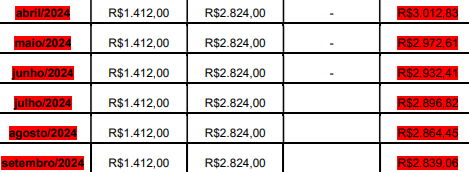 abril/2024 R$1.412,00 R$2.824,00 - R$3.012,83
maio/2024 R$1.412,00 R$2.824,00 - R$2.972,61
junho/2024 R$1.412,00 R$2.824,00 - R$2.932,41
julho/2024 R$1.412,00 R$2.824,00 R$2.896,82
agosto/2024 R$1.412,00 R$2.824,00 R$2.864,45
setembro/2024 R$1.412,00 R$2.824,00 R$2.839,06